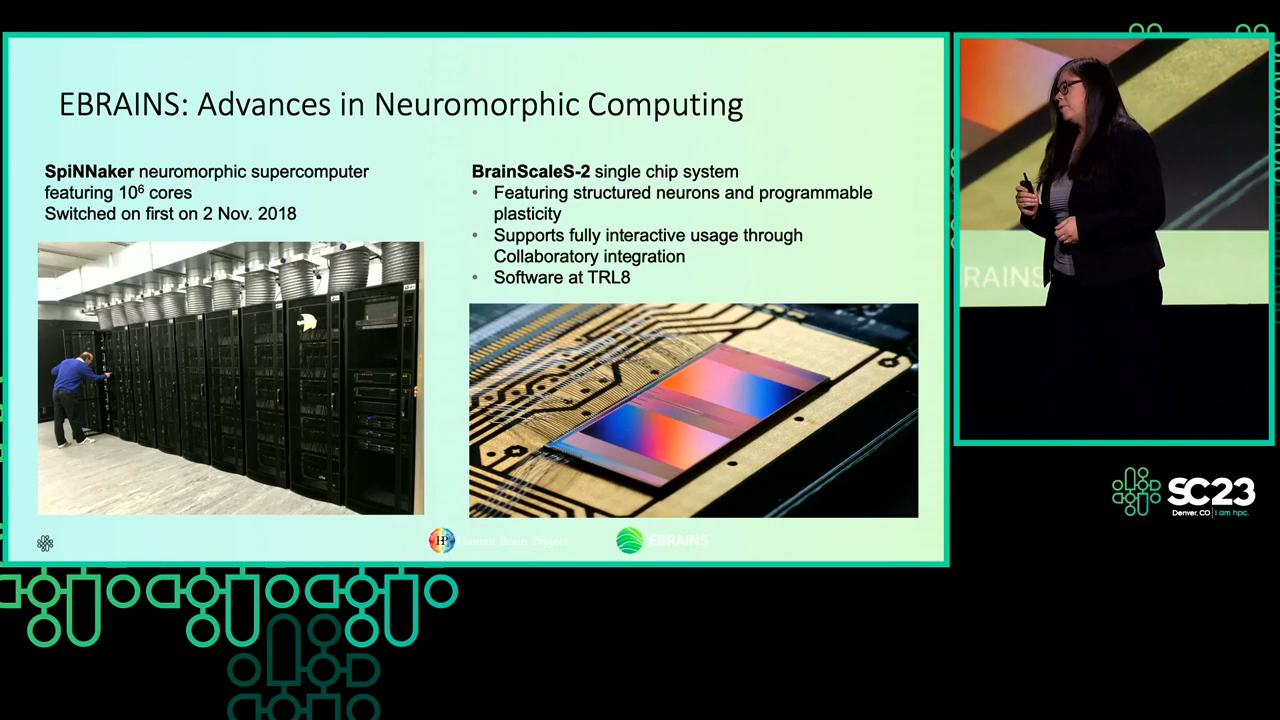 EBRAINS: Advances in Neuromorphic Computing
SpiNNaker neuromorphic supercomputer
featuring 10⁶ cores
Switched on first on 2 Nov. 2018
BrainScaleS-2 single chip system
• Featuring structured neurons and programmable
plasticity
• Supports fully interactive usage through
Collaboratory integration
• Software at TRL8
HP Human Brain Project
EBRAINS
BRAINS
SC23
Denver, CO | I am hpc.